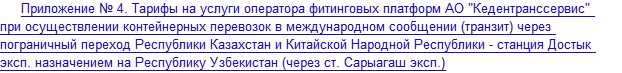 Приложение № 4. Тарифы на услуги оператора фитинговых платформ АО "Кедентранссервис"
при осуществлении контейнерных перевозок в международном сообщении (транзит) через
пограничный переход Республики Казахстан и Китайской Народной Республики - станция Достык
эксп. назначением на Республику Узбекистан (через ст. Сарыагаш эксп.)